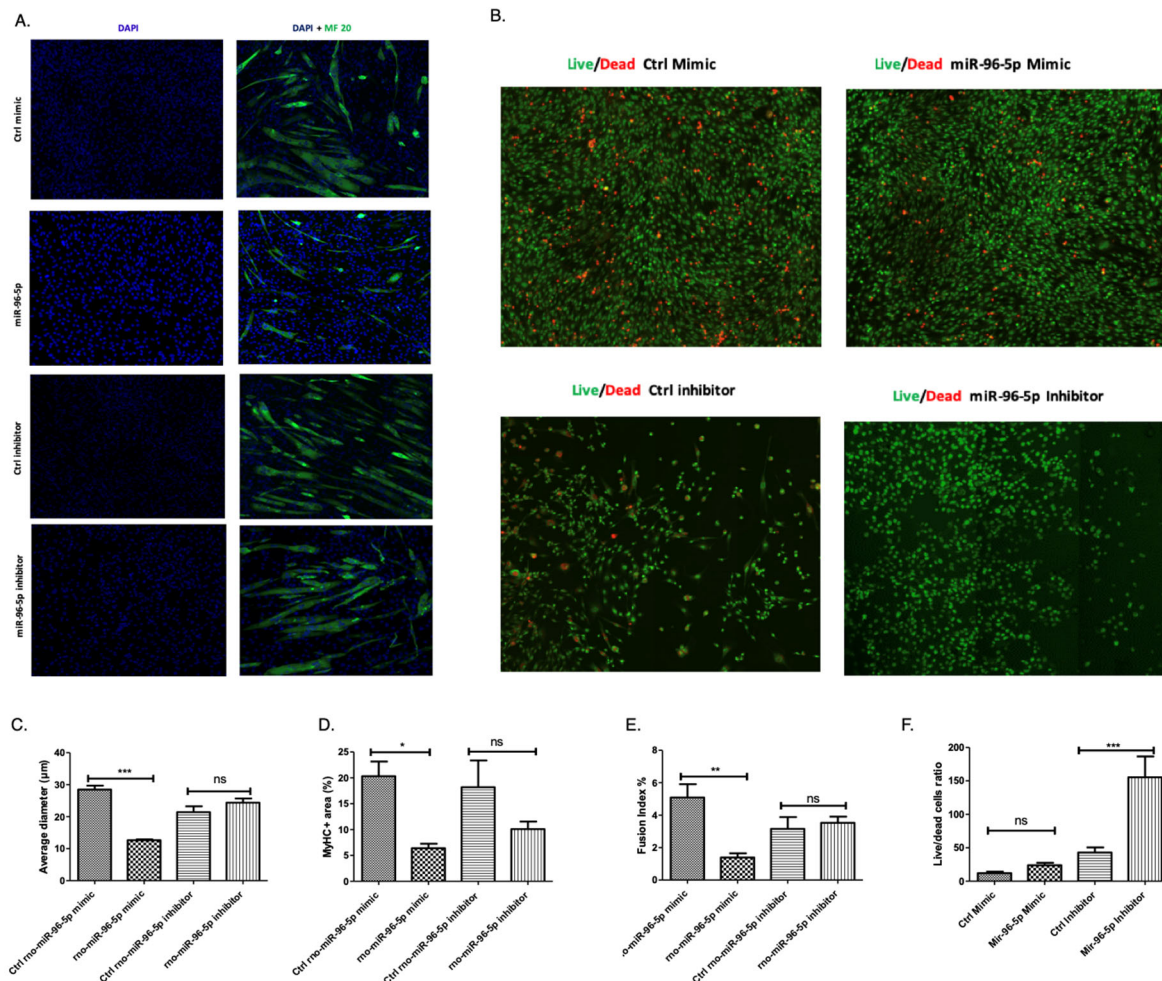 A.
DAPI
DAPI + MF 20
Ctrl mimic
miR-96-5p
Ctrl inhibitor
miR-96-5p inhibitor
B.
Live/Dead Ctrl Mimic
Live/Dead miR-96-5p Mimic
Live/Dead Ctrl inhibitor
Live/Dead miR-96-5p Inhibitor
C.
Average diameter (µm)
40
30
20
10
0
***
ns
Ctrl rno-miR-96-5p mimic
rno-miR-96-5p mimic
Ctrl rno-miR-96-5p inhibitor
rno-miR-96-5p inhibitor
D.
MyHC+ area (%)
25
20
15
10
5
0
*
ns
Ctrl rno-miR-96-5p mimic
rno-miR-96-5p mimic
Ctrl rno-miR-96-5p inhibitor
rno-miR-96-5p inhibitor
E.
Fusion Index %
8
6
4
2
0
**
ns
.no-miR-96-5p mimic
rno-miR-96-5p mimic
Ctrl rno-miR-96-5p inhibitor
rno-miR-96-5p inhibitor
F.
Live/dead cells ratio
200
150
100
50
0
ns
***
Ctrl Mimic
Mir-96-5p Mimic
Ctrl Inhibitor
Mir-96-5p Inhibitor